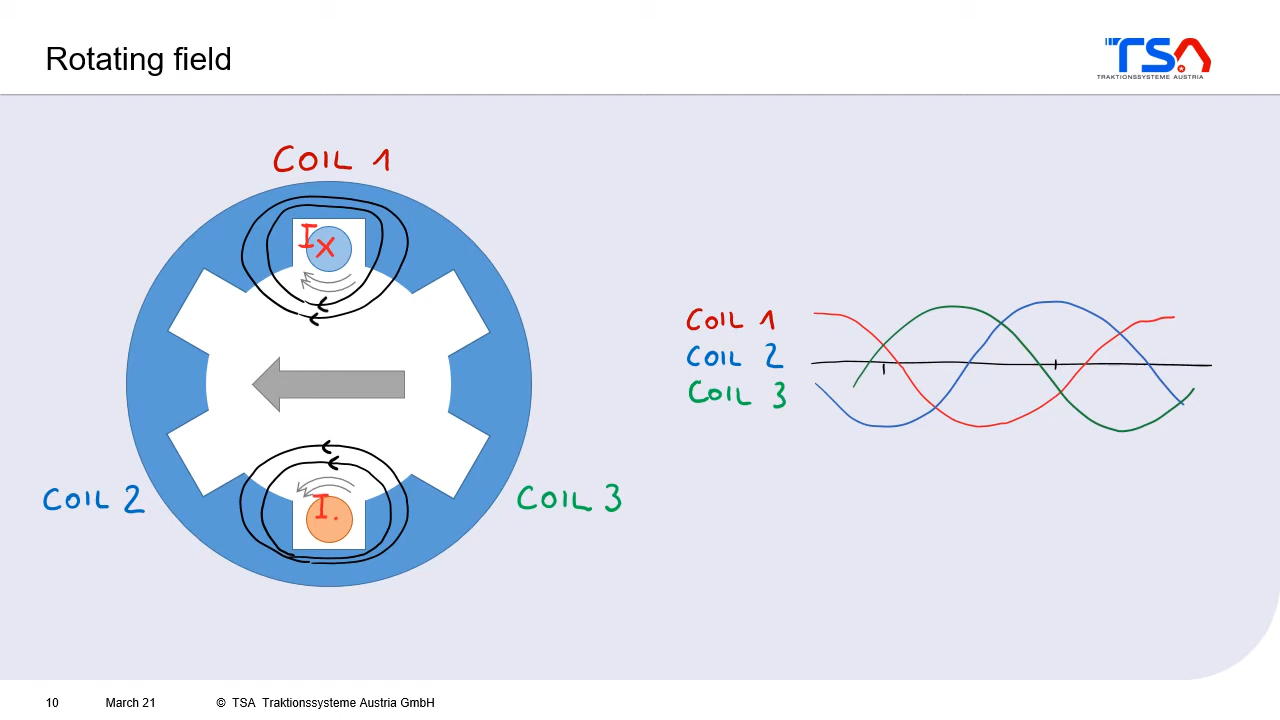 Rotating field
TSA
TRAKTIONSSYSTEME AUSTRIA
COIL 1
I X
COIL 1
COIL 2
COIL 3
COIL 2
I.
COIL 3
10 March 21 © TSA Traktionssysteme Austria GmbH